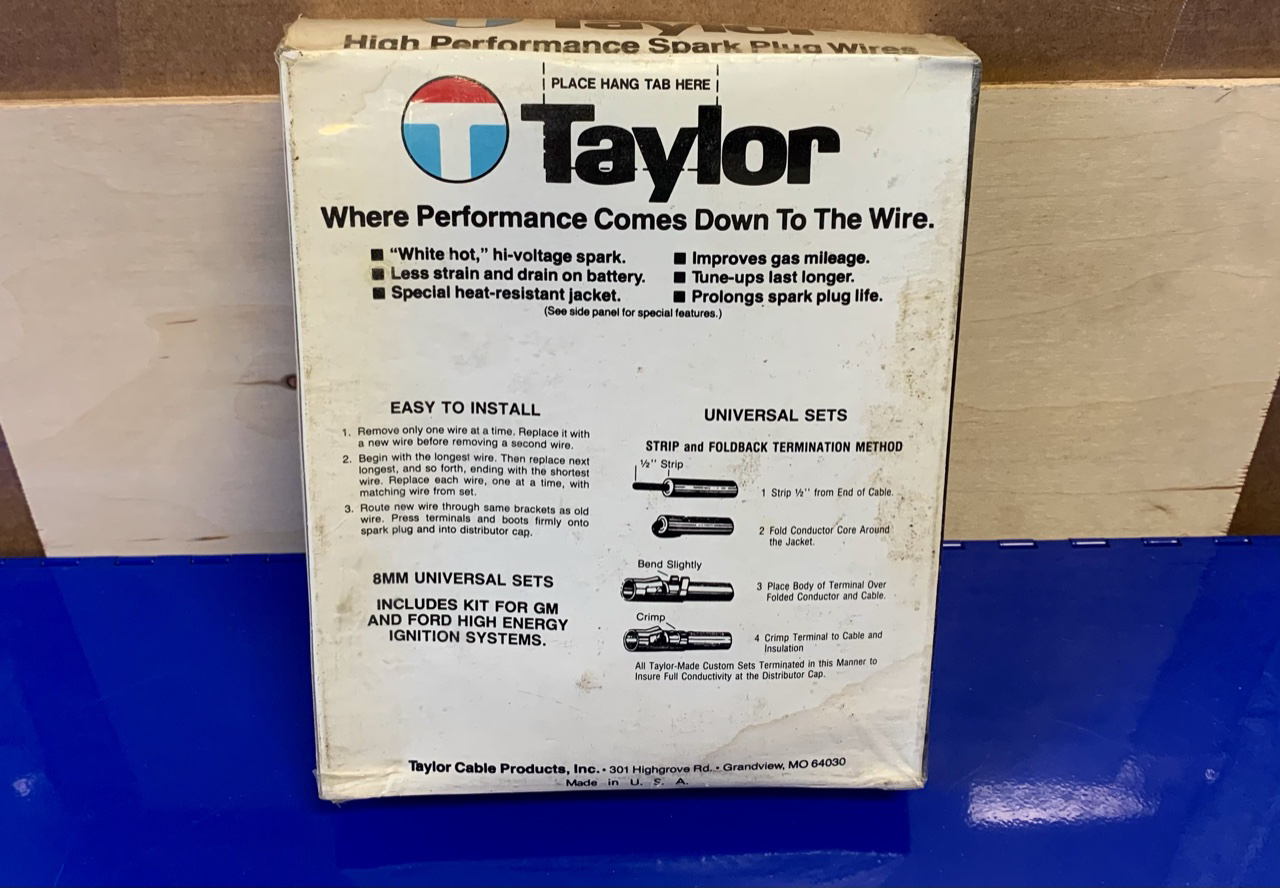 High Performance Spark Plug Wires
PLACE HANG TAB HERE
T Taylor
Where Performance Comes Down To The Wire.
"White hot," hi-voltage spark.
Less strain and drain on battery.
Special heat-resistant jacket.
Improves gas mileage.
Tune-ups last longer.
Prolongs spark plug life.
(See side panel for special features.)
EASY TO INSTALL
1. Remove only one wire at a time. Replace it with
a new wire before removing a second wire.
2. Begin with the longest wire. Then replace next
longest, and so forth, ending with the shortest
wire. Replace each wire, one at a time, with
matching wire from set.
3. Route new wire through same brackets as old
wire. Press terminals and boots firmly onto
spark plug and into distributor cap.
8MM UNIVERSAL SETS
INCLUDES KIT FOR GM
AND FORD HIGH ENERGY
IGNITION SYSTEMS.
UNIVERSAL SETS
STRIP and FOLDBACK TERMINATION METHOD
½" Strip
1 Strip ½" from End of Cable.
2 Fold Conductor Core Around
the Jacket.
Bend Slightly
3 Place Body of Terminal Over
Folded Conductor and Cable.
Crimp
4 Crimp Terminal to Cable and
Insulation
All Taylor-Made Custom Sets Terminated in this Manner to
Insure Full Conductivity at the Distributor Cap.
Taylor Cable Products, Inc. • 301 Highgrove Rd. • Grandview, MO 64030
Made in U. S. A.